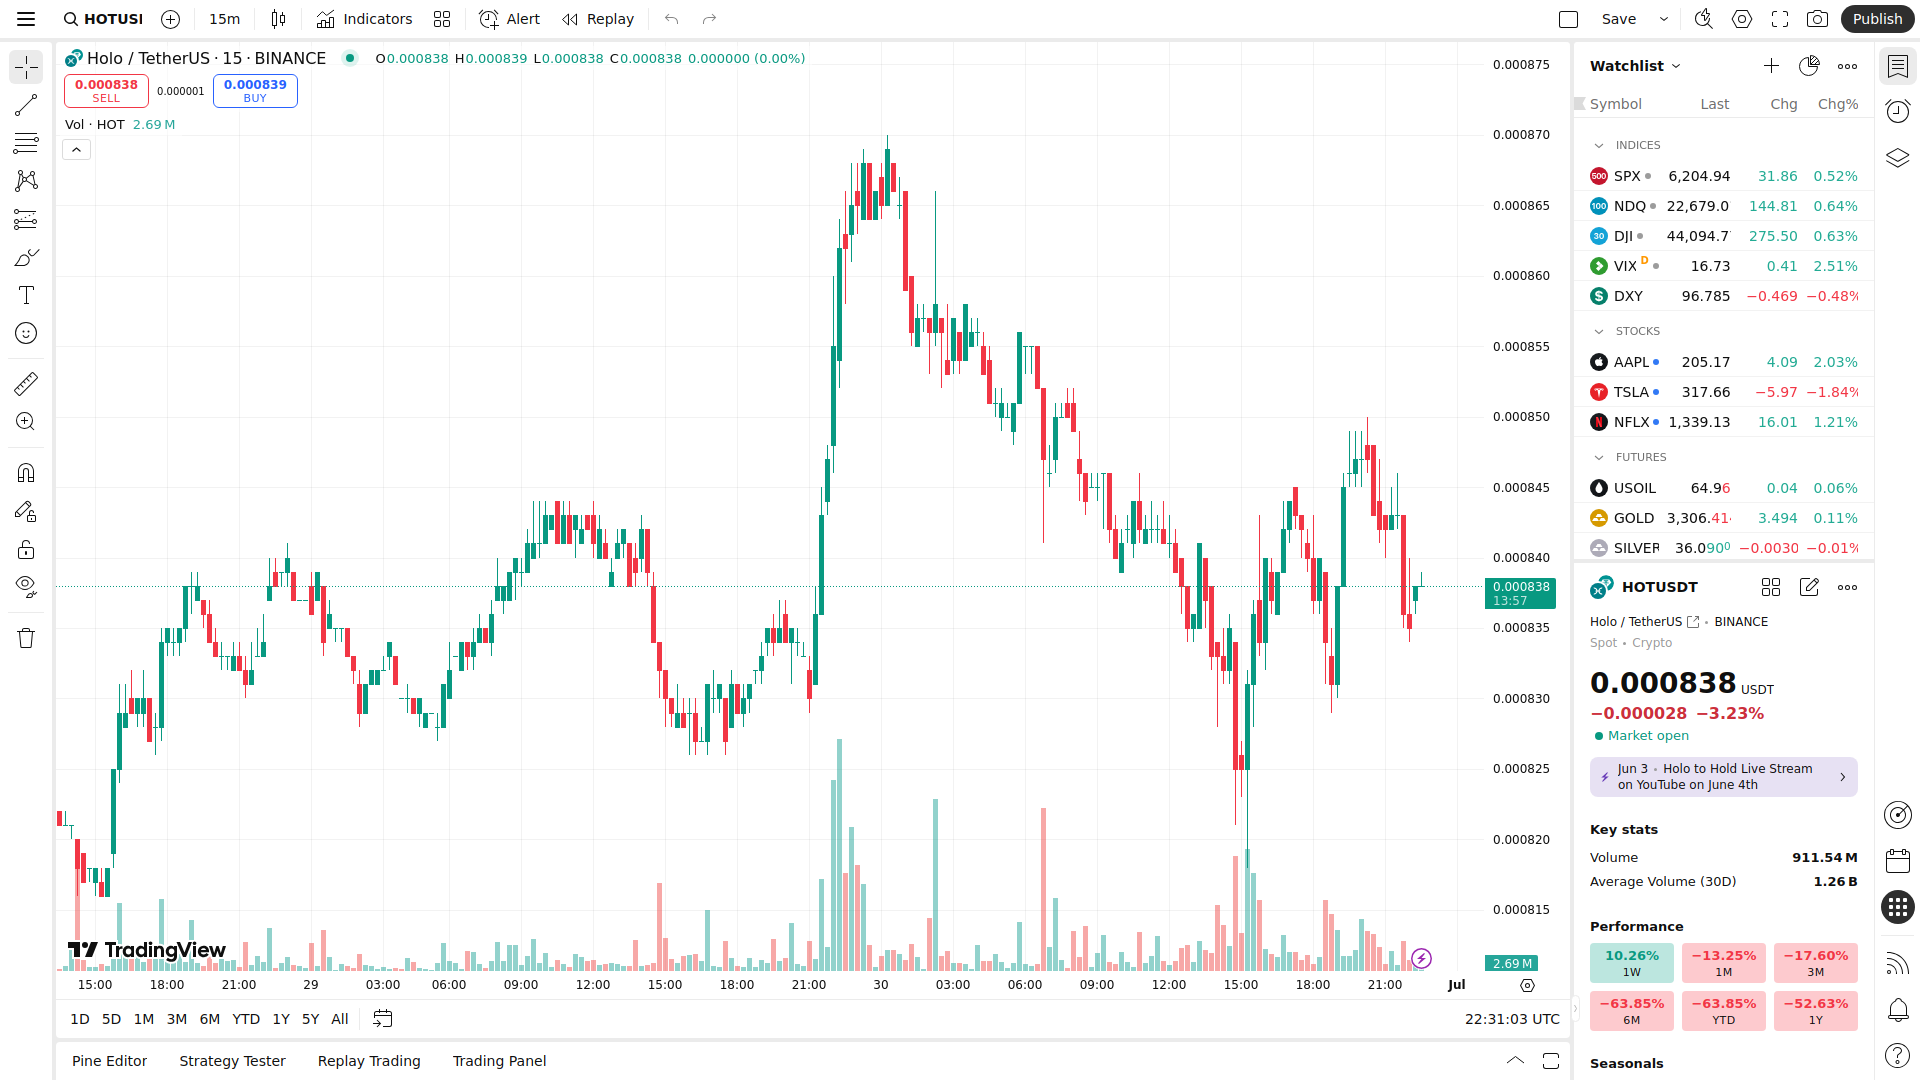 HOTUSI
15m
Indicators
Alert
Replay
Save
Publish
Holo / TetherUS · 15 · BINANCE
O0.000838 H0.000839 L0.000838 C0.000838 0.000000 (0.00%)
0.000838
SELL
0.000001
0.000839
BUY
Vol · HOT 2.69 M
0.000875
0.000870
0.000865
0.000860
0.000855
0.000850
0.000845
0.000840
0.000838
13:57
0.000835
0.000830
0.000825
0.000820
0.000815
2.69 M
TradingView
15:00 18:00 21:00 29 03:00 06:00 09:00 12:00 15:00 18:00 21:00 30 03:00 06:00 09:00 12:00 15:00 18:00 21:00 Jul
1D 5D 1M 3M 6M YTD 1Y 5Y All
22:31:03 UTC
Pine Editor
Strategy Tester
Replay Trading
Trading Panel
Watchlist
Symbol Last Chg Chg%
INDICES
500 SPX 6,204.94 31.86 0.52%
100 NDQ 22,679.0 144.81 0.64%
30 DJI 44,094.7 275.50 0.63%
VIX D 16.73 0.41 2.51%
$ DXY 96.785 −0.469 −0.48%
STOCKS
AAPL 205.17 4.09 2.03%
TSLA 317.66 −5.97 −1.84%
NFLX 1,339.13 16.01 1.21%
FUTURES
USOIL 64.96 0.04 0.06%
GOLD 3,306.41 3.494 0.11%
SILVER 36.090 −0.0030 −0.01%
HOTUSDT
Holo / TetherUS • BINANCE
Spot • Crypto
0.000838 USDT
−0.000028 −3.23%
Market open
Jun 3 • Holo to Hold Live Stream
on YouTube on June 4th
Key stats
Volume 911.54 M
Average Volume (30D) 1.26 B
Performance
10.26% −13.25% −17.60%
1W 1M 3M
−63.85% −63.85% −52.63%
6M YTD 1Y
Seasonals